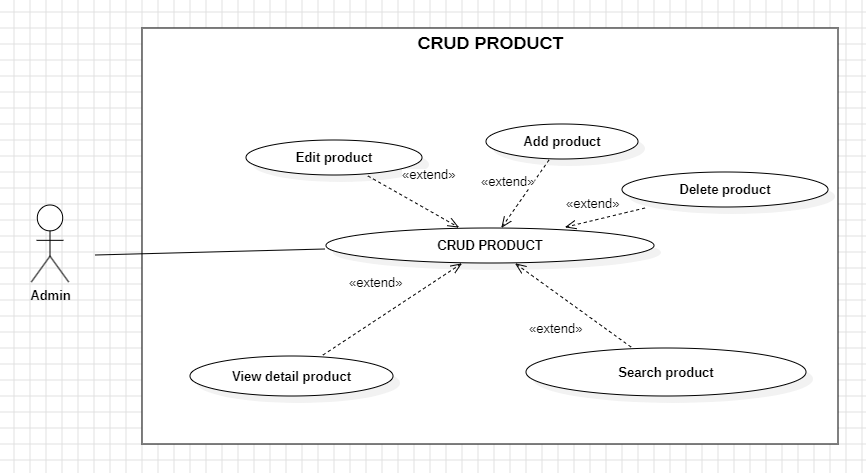 CRUD PRODUCT
Add product
Edit product
«extend»
«extend»
Delete product
«extend»
CRUD PRODUCT
Admin
«extend»
«extend»
View detail product
Search product